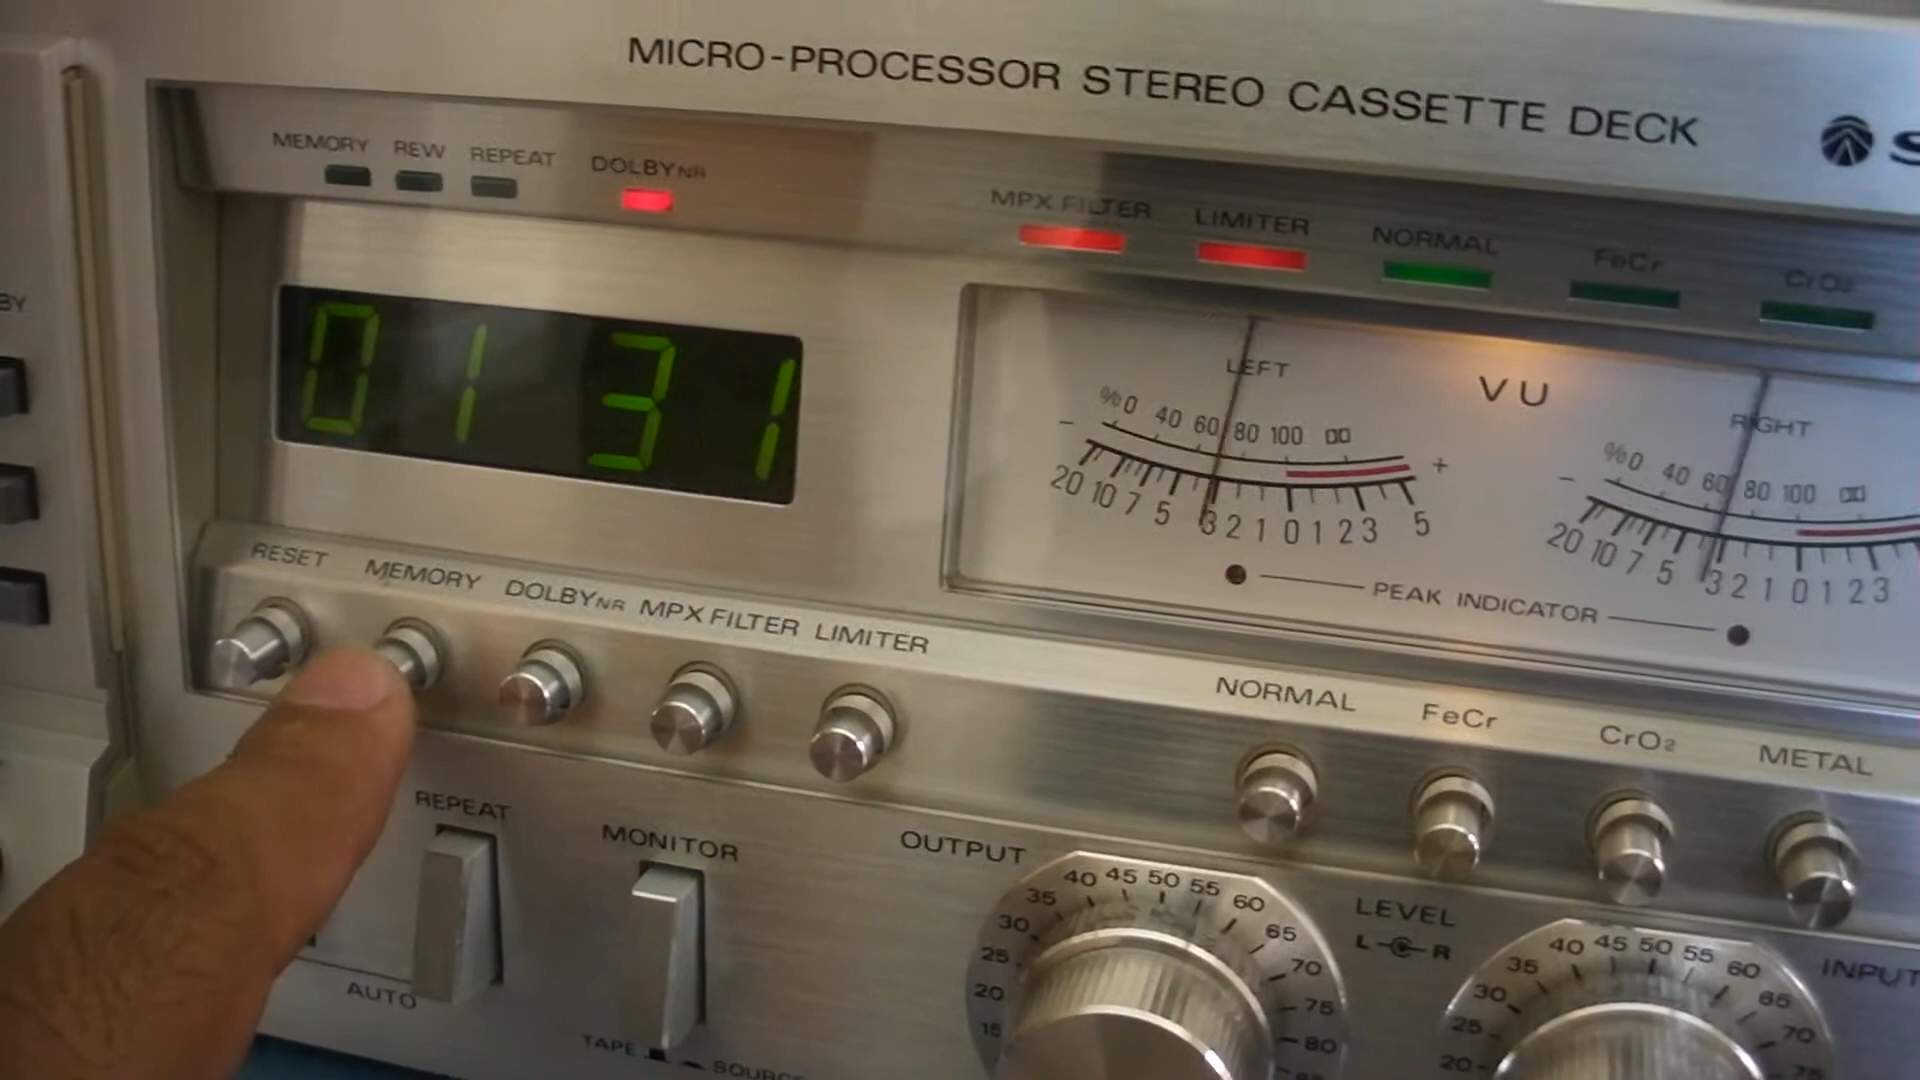 MICRO-PROCESSOR STEREO CASSETTE DECK
MEMORY REW REPEAT DOLBY NR
MPX FILTER LIMITER NORMAL FeCr CrO2
01 31
LEFT VU RIGHT
- %0 40 60 80 100 +
20 10 7 5 3 2 1 0 1 2 3 5
- %0 40 60 80 100
20 10 7 5 3 2 1 0 1 2 3
PEAK INDICATOR
BY
RESET MEMORY DOLBY NR MPX FILTER LIMITER
NORMAL FeCr CrO2 METAL
REPEAT MONITOR OUTPUT LEVEL INPUT
L R
15 20 25 30 35 40 45 50 55 60 65 70 75 80
20 25 30 35 40 45 50 55 60 65 70
AUTO
TAPE SOURCE